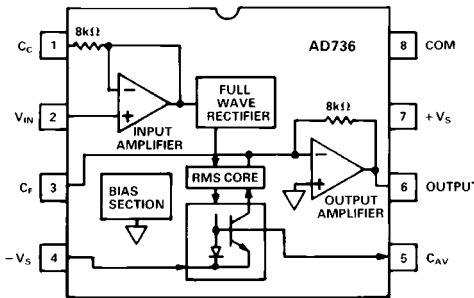 AD736
C_C 1
8kΩ
8 COM
V_IN 2
−
+
INPUT
AMPLIFIER
FULL
WAVE
RECTIFIER
8kΩ
7 +V_S
C_F 3
BIAS
SECTION
RMS CORE
−
+
OUTPUT
AMPLIFIER
6 OUTPUT
−V_S 4
5 C_AV